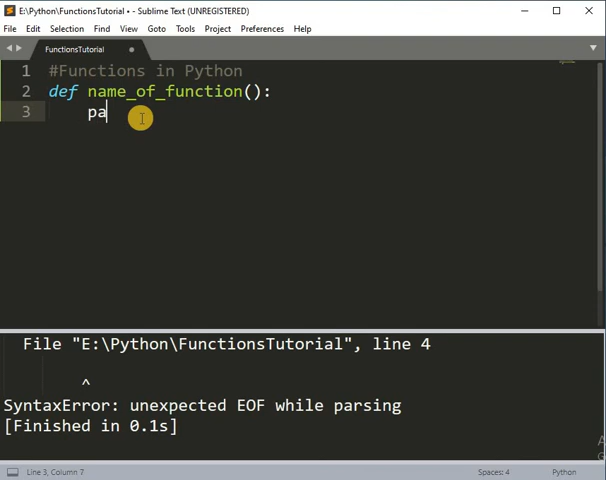 E:\Python\FunctionsTutorial • - Sublime Text (UNREGISTERED)
File Edit Selection Find View Goto Tools Project Preferences Help
FunctionsTutorial
1 #Functions in Python
2 def name_of_function():
3 pa
File "E:\Python\FunctionsTutorial", line 4
^
SyntaxError: unexpected EOF while parsing
[Finished in 0.1s]
Line 3, Column 7 Spaces: 4 Python